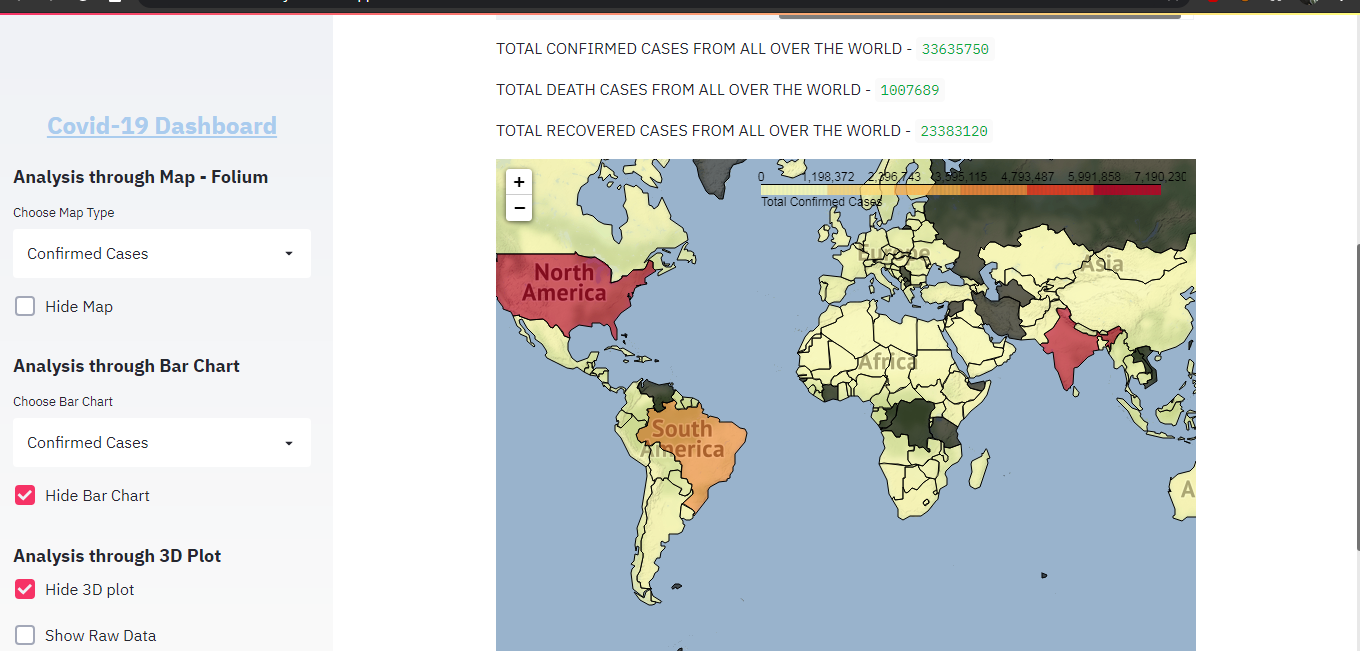 Covid-19 Dashboard
Analysis through Map - Folium
Choose Map Type
Confirmed Cases
Hide Map
Analysis through Bar Chart
Choose Bar Chart
Confirmed Cases
Hide Bar Chart
Analysis through 3D Plot
Hide 3D plot
Show Raw Data
TOTAL CONFIRMED CASES FROM ALL OVER THE WORLD - 33635750
TOTAL DEATH CASES FROM ALL OVER THE WORLD - 1007689
TOTAL RECOVERED CASES FROM ALL OVER THE WORLD - 23383120
+
−
0 1,198,372 2,396,743 3,595,115 4,793,487 5,991,858 7,190,230
Total Confirmed Cases
Europe
Asia
North
America
Africa
South
America
A